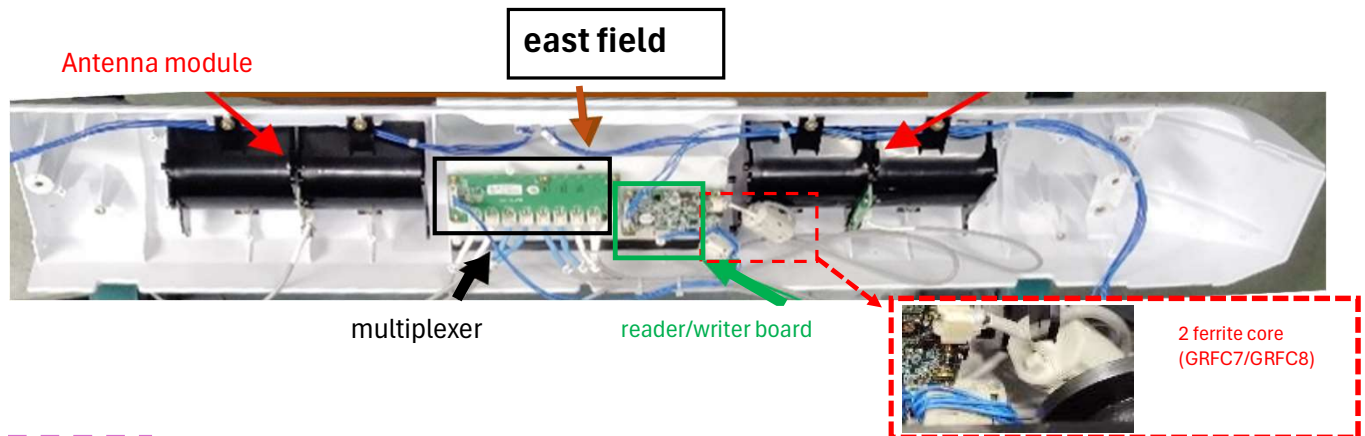 east field
Antenna module
multiplexer
reader/writer board
2 ferrite core
(GRFC7/GRFC8)